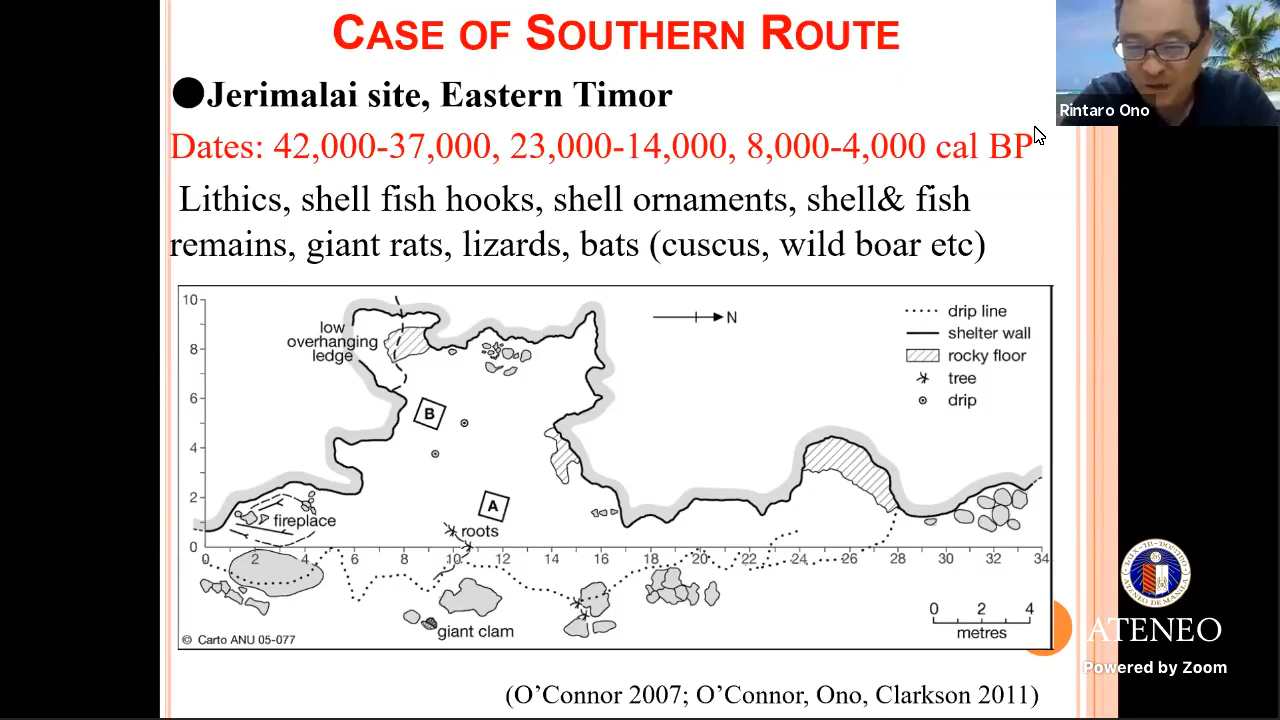 CASE OF SOUTHERN ROUTE
●Jerimalai site, Eastern Timor
Dates: 42,000-37,000, 23,000-14,000, 8,000-4,000 cal BP
Lithics, shell fish hooks, shell ornaments, shell& fish
remains, giant rats, lizards, bats (cuscus, wild boar etc)
Rintaro Ono
10
8
6
4
2
0
low
overhanging
ledge
N
drip line
shelter wall
rocky floor
tree
drip
B
A
fireplace
roots
0 2 4 6 8 10 12 14 16 18 20 22 24 26 28 30 32 34
giant clam
© Carto ANU 05-077
0 2 4
metres
(O'Connor 2007; O'Connor, Ono, Clarkson 2011)
ATENEO
Powered by Zoom